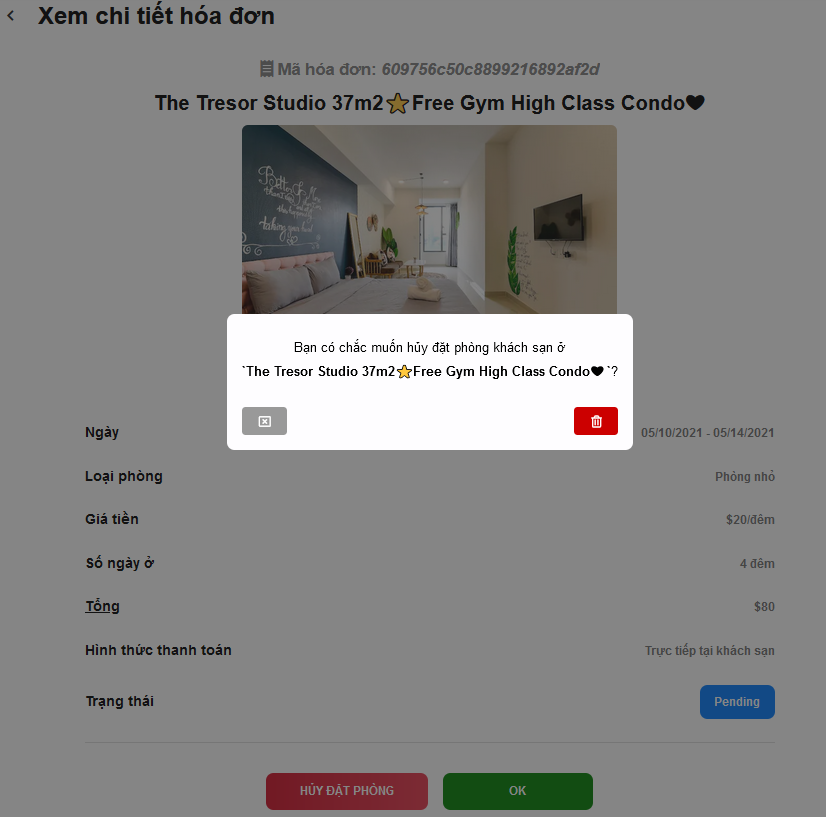 Xem chi tiết hóa đơn
Mã hóa đơn: 609756c50c8899216892af2d
The Tresor Studio 37m2⭐Free Gym High Class Condo❤
taking your hand
Bạn có chắc muốn hủy đặt phòng khách sạn ở
`The Tresor Studio 37m2⭐Free Gym High Class Condo❤ `?
Ngày 05/10/2021 - 05/14/2021
Loại phòng Phòng nhỏ
Giá tiền $20/đêm
Số ngày ở 4 đêm
Tổng $80
Hình thức thanh toán Trực tiếp tại khách sạn
Trạng thái Pending
HỦY ĐẶT PHÒNG OK